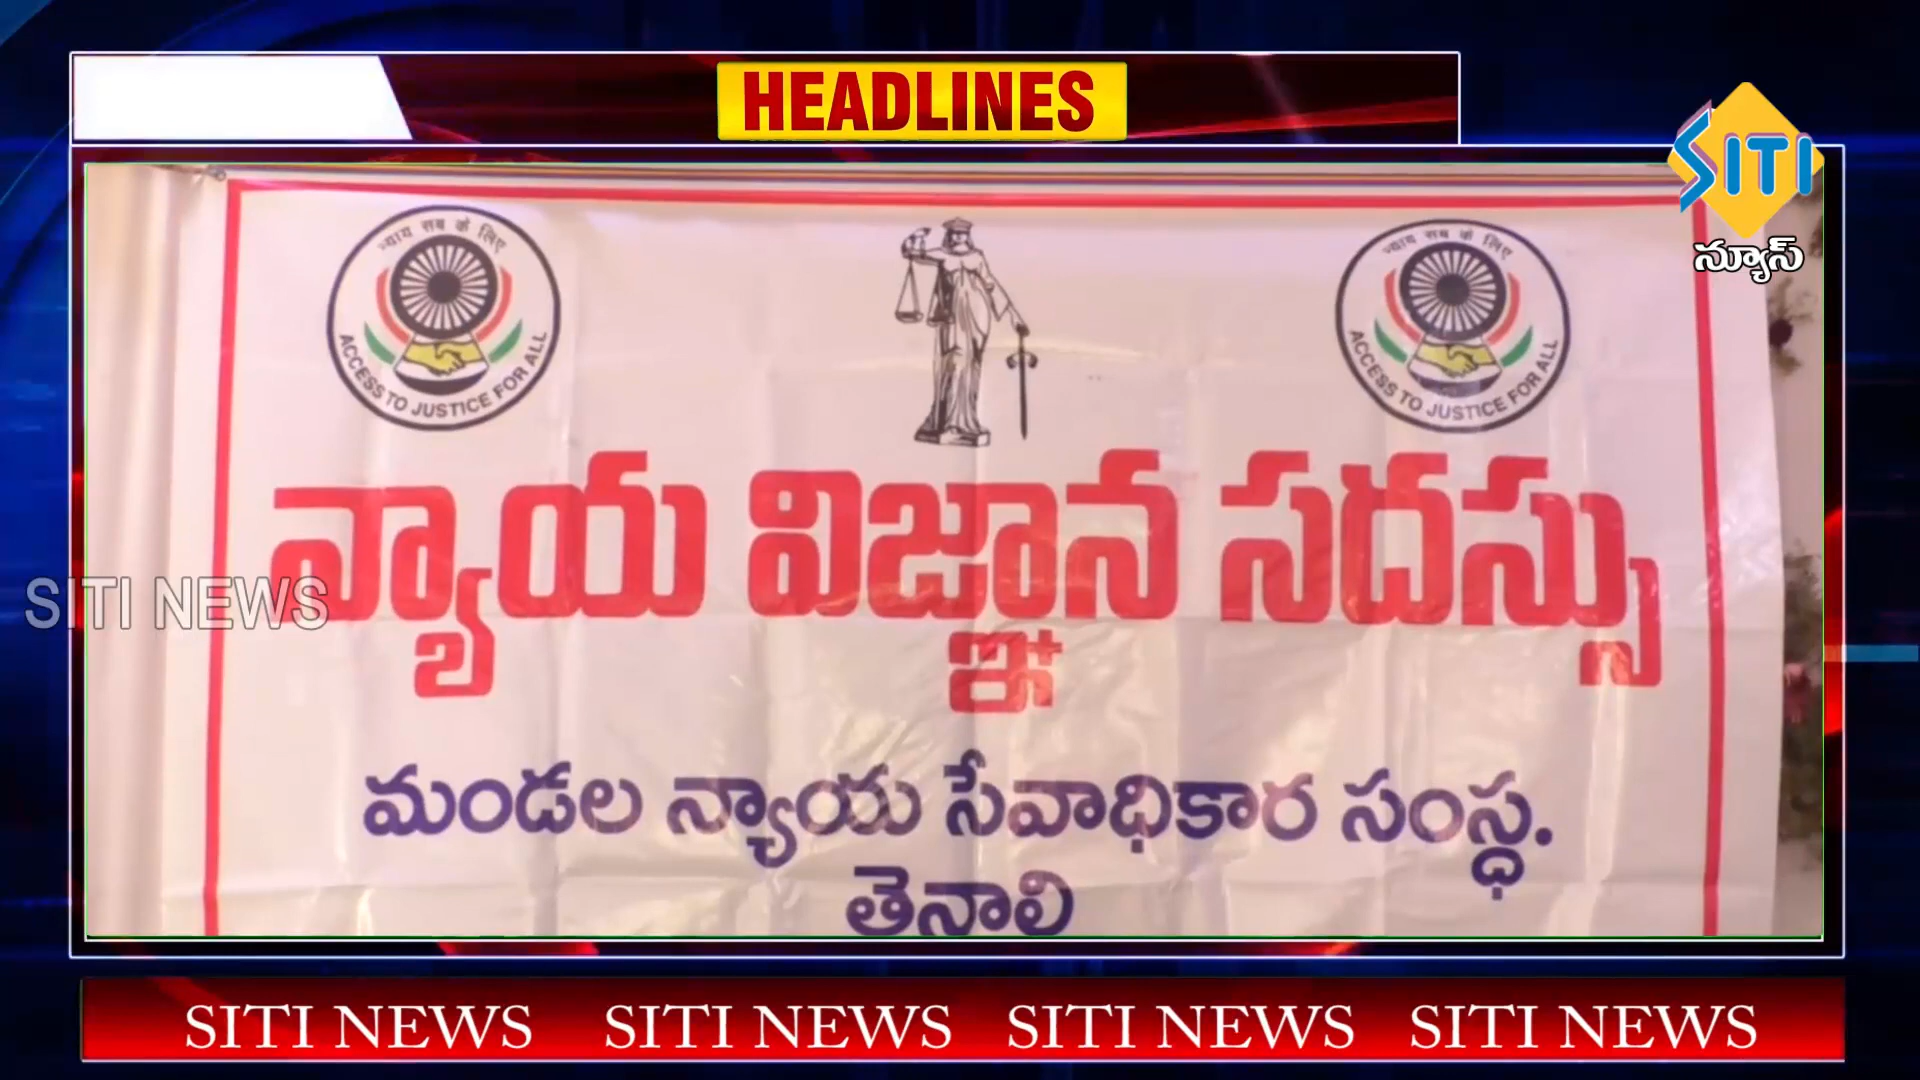 HEADLINES
SITI
న్యూస్
న్యాయ సబ के लिए
ACCESS TO JUSTICE FOR ALL
न्याय सब के लिए
ACCESS TO JUSTICE FOR ALL
న్యాయ విజ్ఞాన సదస్సు
SITI NEWS
మండల న్యాయ సేవాధికార సంస్థ.
తెనాలి
SITI NEWS SITI NEWS SITI NEWS SITI NEWS